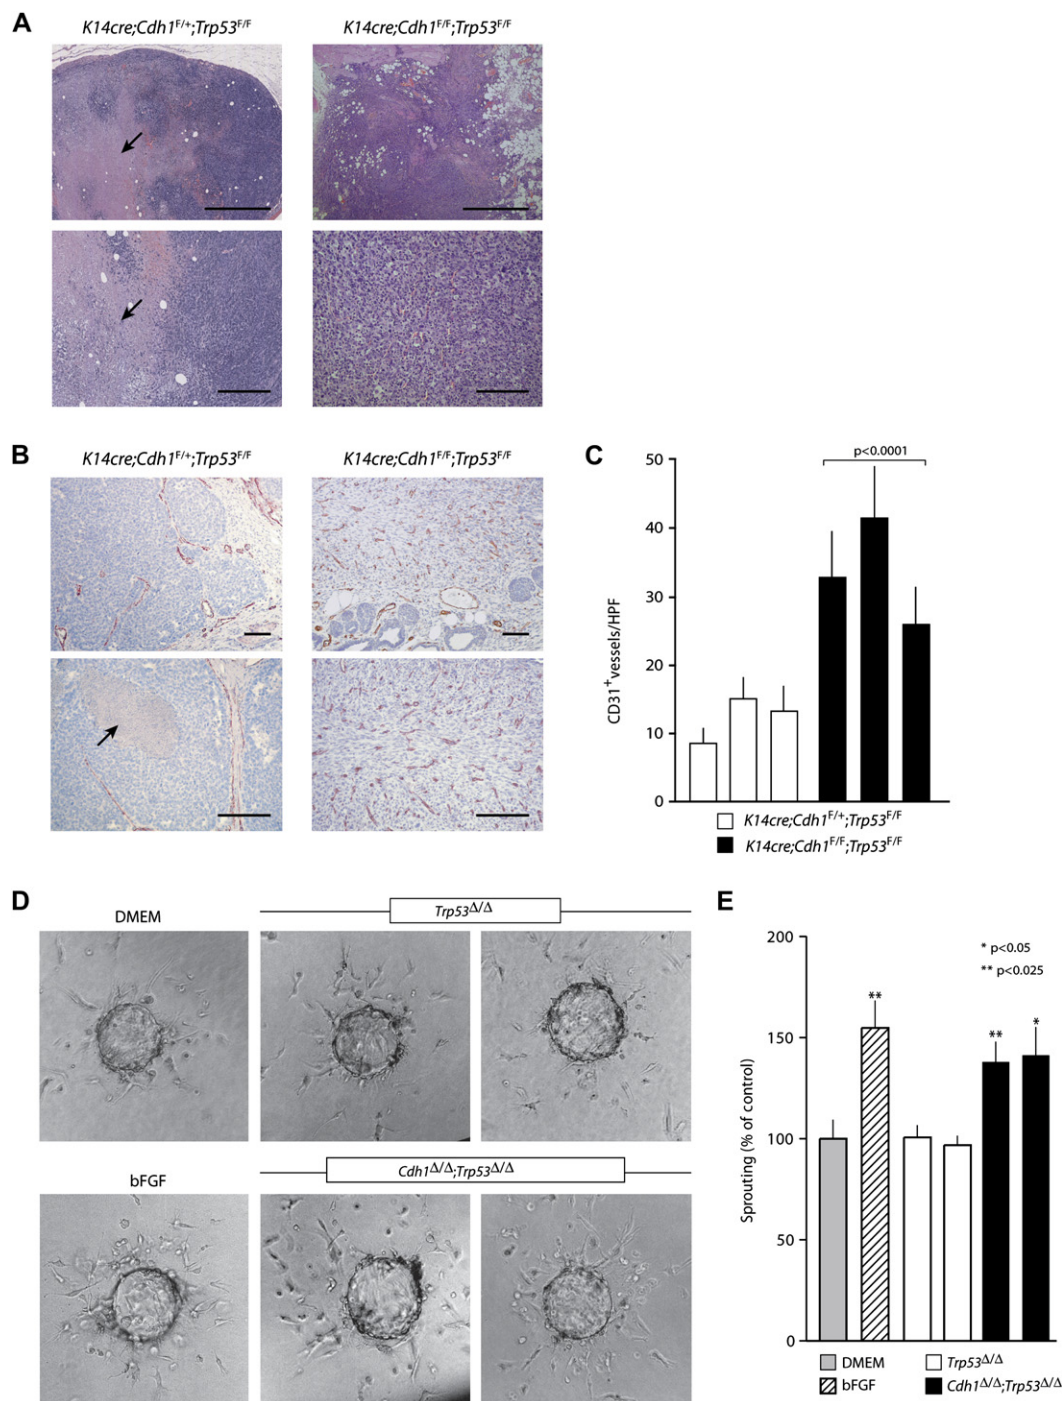 A
K14cre;Cdh1F/+;Trp53F/F
K14cre;Cdh1F/F;Trp53F/F
B
K14cre;Cdh1F/+;Trp53F/F
K14cre;Cdh1F/F;Trp53F/F
C
50
40
30
20
10
0
CD31+vessels/HPF
p<0.0001
K14cre;Cdh1F/+;Trp53F/F
K14cre;Cdh1F/F;Trp53F/F
D
DMEM
Trp53Δ/Δ
bFGF
Cdh1Δ/Δ;Trp53Δ/Δ
E
200
150
100
50
0
Sprouting (% of control)
* p<0.05
** p<0.025
**
**
*
DMEM
Trp53Δ/Δ
bFGF
Cdh1Δ/Δ;Trp53Δ/Δ